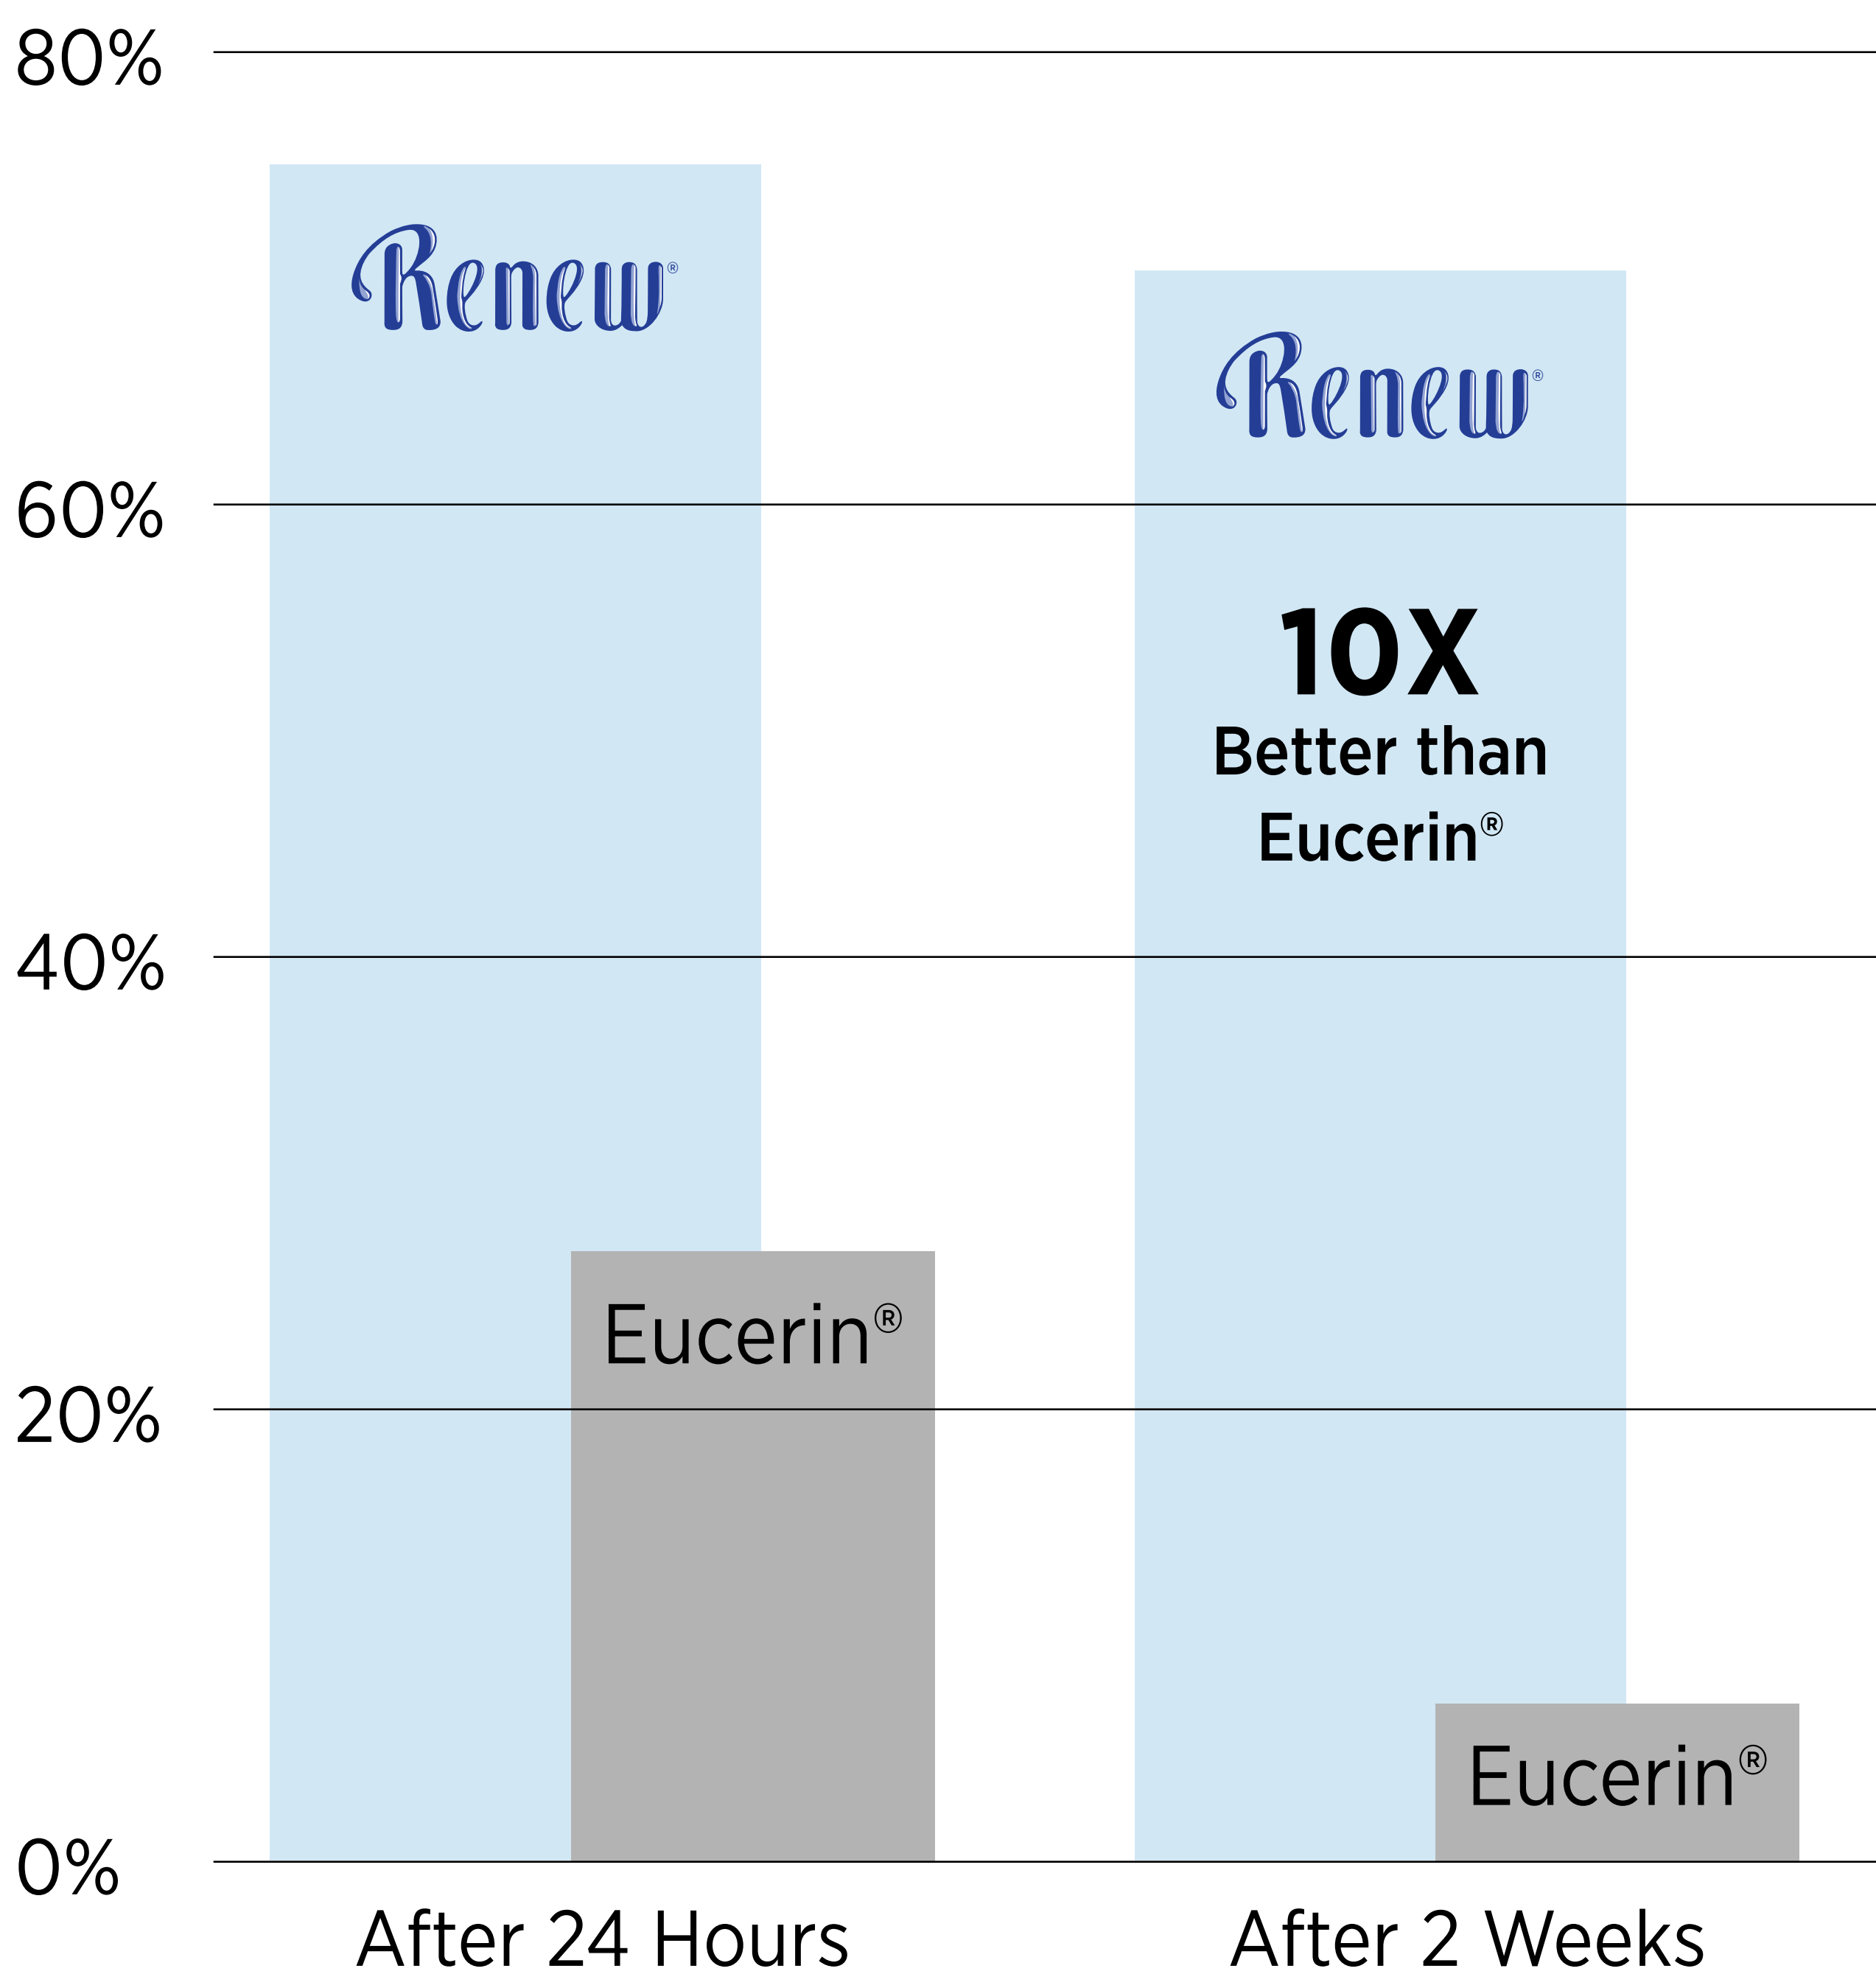 80%
Renew®
Renew®
60%
10X
Better than
Eucerin®
40%
Eucerin®
20%
Eucerin®
0%
After 24 Hours
After 2 Weeks